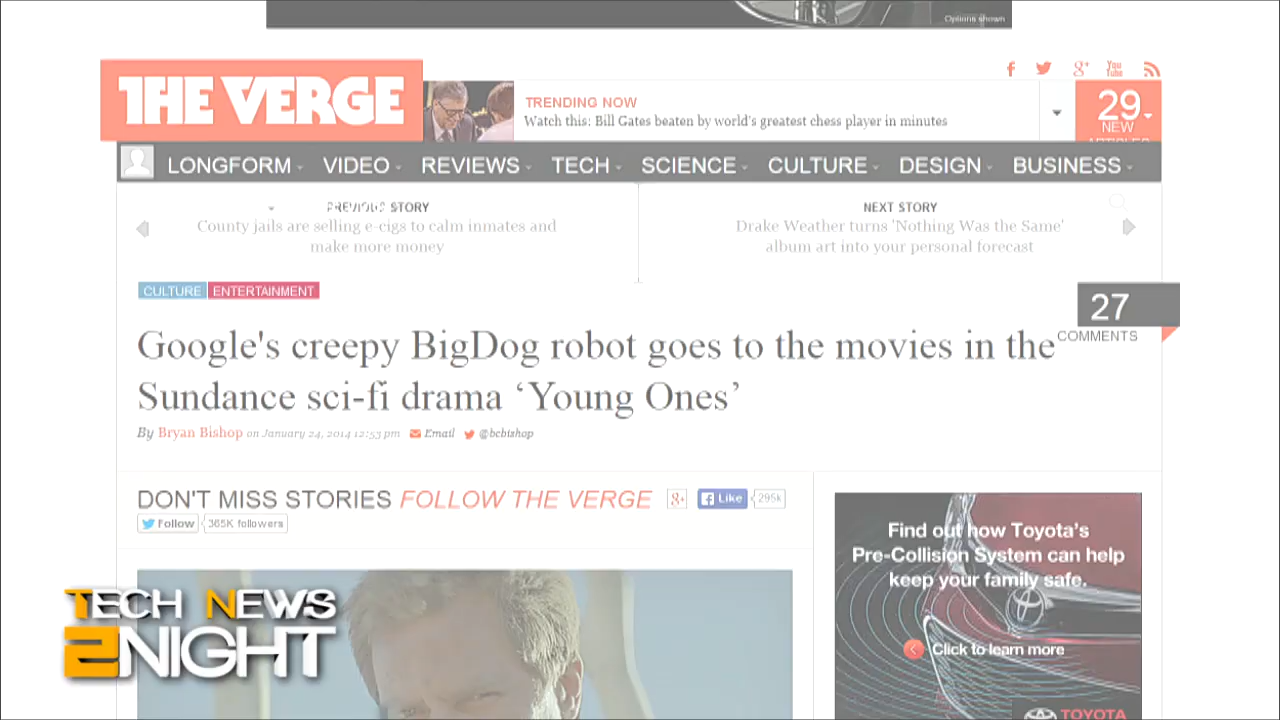 Options shown
THE VERGE
TRENDING NOW
Watch this: Bill Gates beaten by world's greatest chess player in minutes
29
NEW
ARTICLES
LONGFORM
VIDEO
REVIEWS
TECH
SCIENCE
CULTURE
DESIGN
BUSINESS
PREVIOUS STORY
County jails are selling e-cigs to calm inmates and
make more money
NEXT STORY
Drake Weather turns 'Nothing Was the Same'
album art into your personal forecast
CULTURE ENTERTAINMENT
27
COMMENTS
Google's creepy BigDog robot goes to the movies in the
Sundance sci-fi drama ‘Young Ones’
By Bryan Bishop on January 24, 2014 12:53 pm Email @bcbishop
DON'T MISS STORIES FOLLOW THE VERGE
g+ Like 295k
Follow 365K followers
Find out how Toyota's
Pre-Collision System can help
keep your family safe.
Click to learn more
TOYOTA
TECH NEWS
2NIGHT